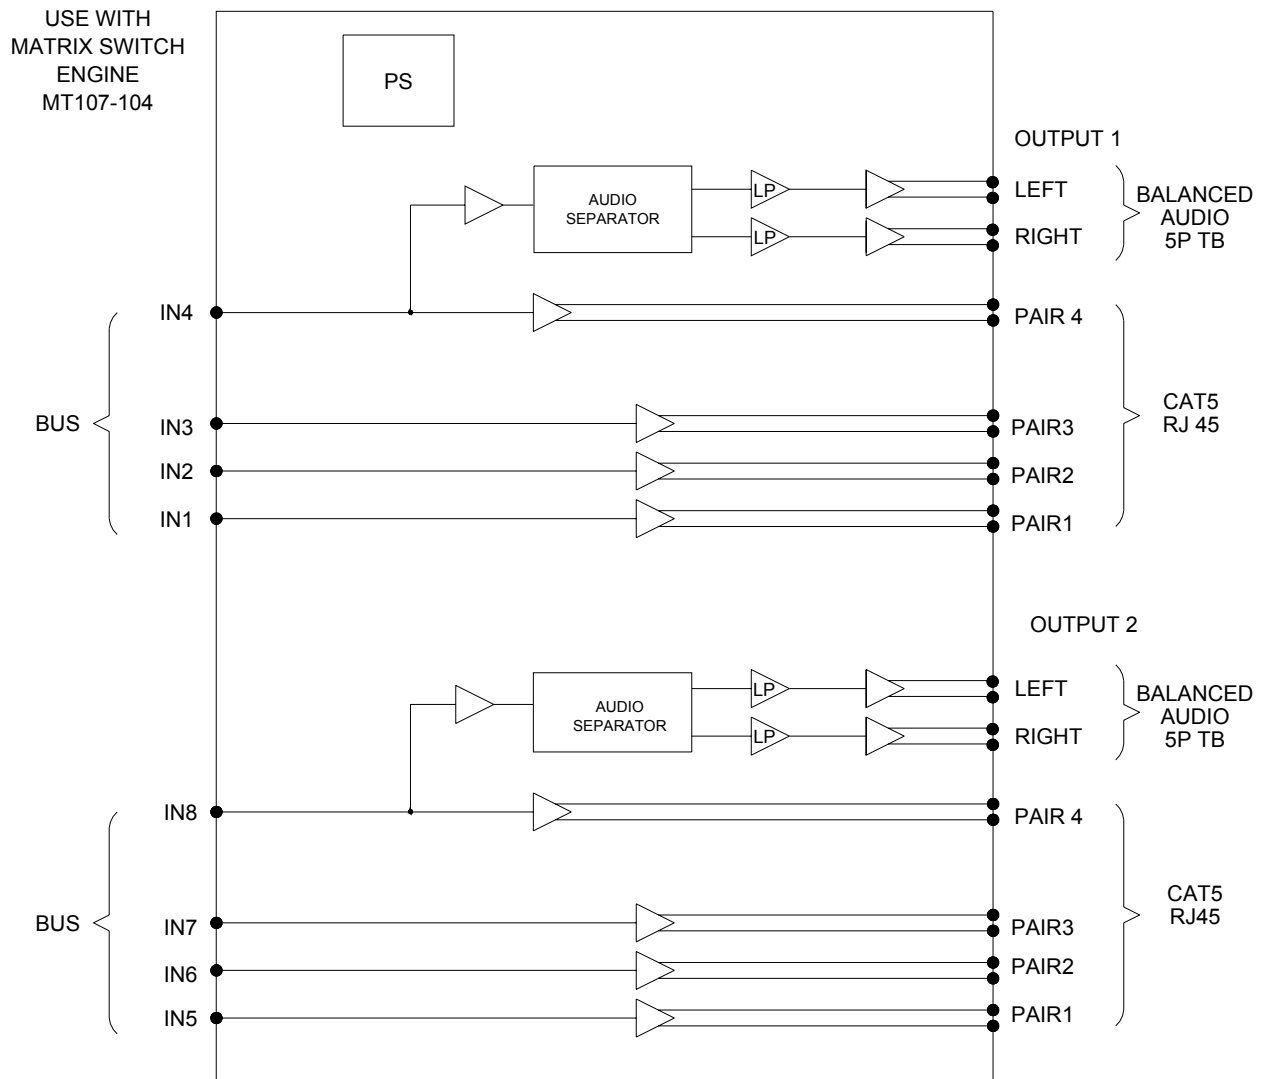 USE WITH
MATRIX SWITCH
ENGINE
MT107-104
PS
OUTPUT 1
AUDIO
SEPARATOR
LP
LP
LEFT
RIGHT
BALANCED
AUDIO
5P TB
IN4
PAIR 4
BUS
IN3
PAIR3
IN2
PAIR2
IN1
PAIR1
CAT5
RJ 45
OUTPUT 2
AUDIO
SEPARATOR
LP
LP
LEFT
RIGHT
BALANCED
AUDIO
5P TB
IN8
PAIR 4
BUS
IN7
PAIR3
IN6
PAIR2
IN5
PAIR1
CAT5
RJ45